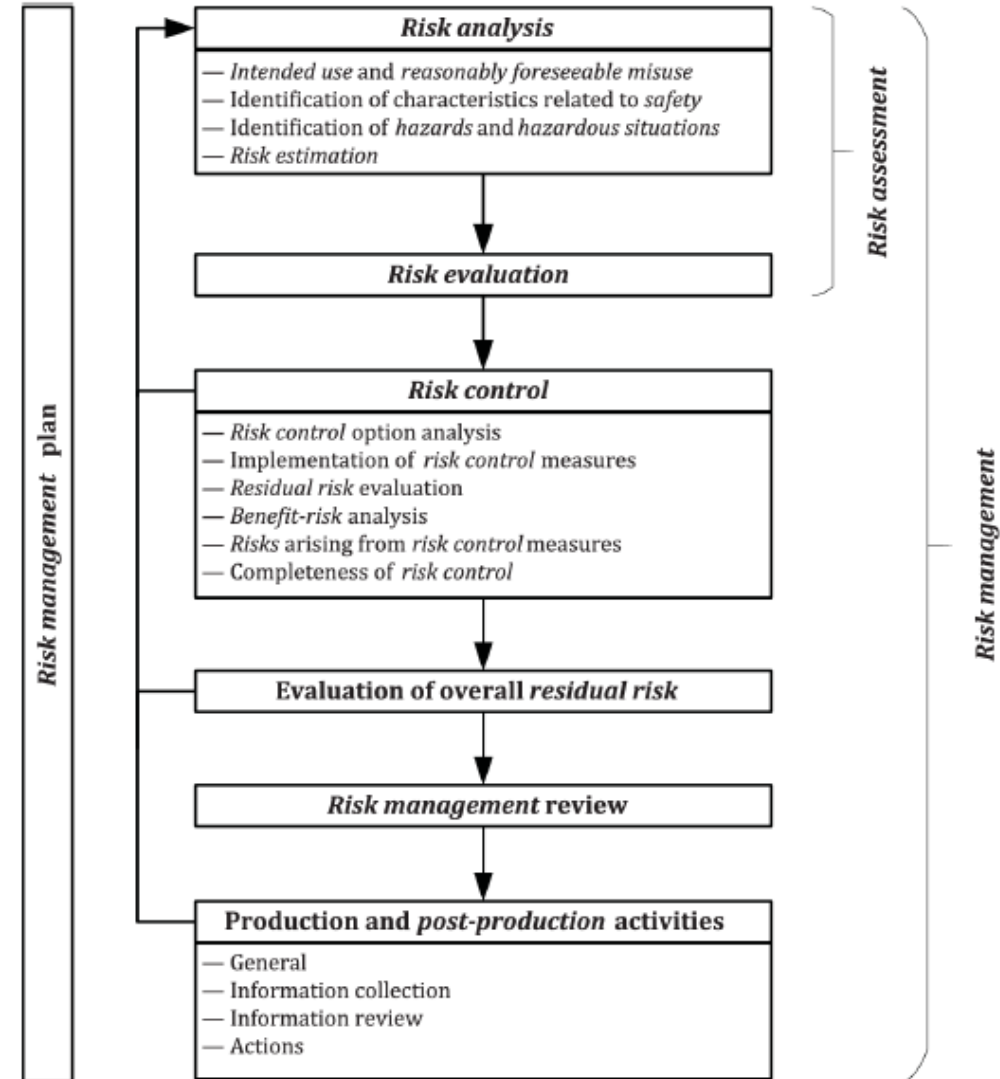 Risk management plan
Risk analysis
— Intended use and reasonably foreseeable misuse
— Identification of characteristics related to safety
— Identification of hazards and hazardous situations
— Risk estimation
Risk evaluation
Risk control
— Risk control option analysis
— Implementation of risk control measures
— Residual risk evaluation
— Benefit-risk analysis
— Risks arising from risk control measures
— Completeness of risk control
Evaluation of overall residual risk
Risk management review
Production and post-production activities
— General
— Information collection
— Information review
— Actions
Risk assessment
Risk management